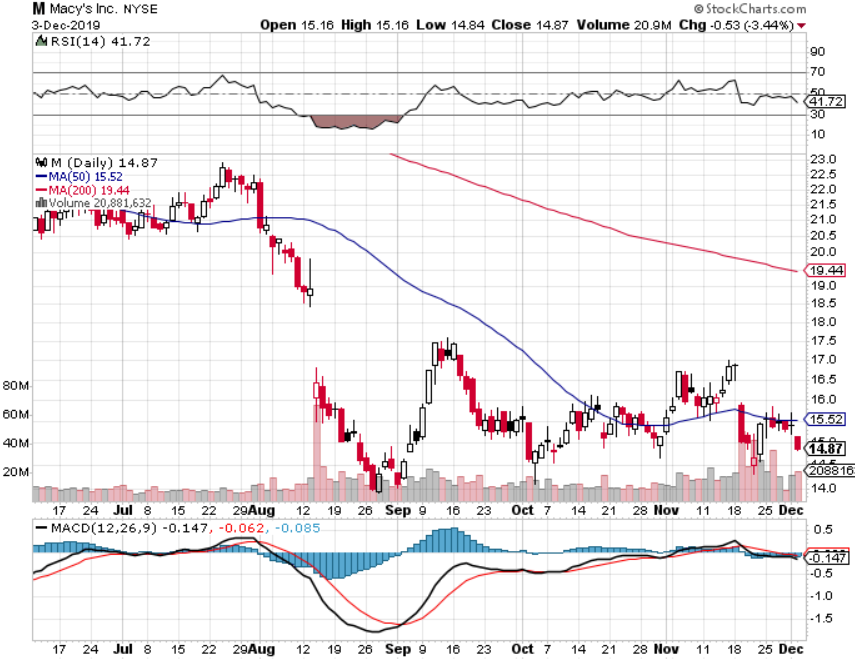 M Macy's Inc. NYSE
© StockCharts.com
3-Dec-2019
Open 15.16 High 15.16 Low 14.84 Close 14.87 Volume 20.9M Chg -0.53 (-3.44%)
RSI(14) 41.72
90
70
50
41.72
30
10
M (Daily) 14.87
MA(50) 15.52
MA(200) 19.44
Volume 20,881,632
23.0
22.5
22.0
21.5
21.0
20.5
20.0
19.44
19.0
18.5
18.0
17.5
17.0
16.5
16.0
15.52
14.87
14.0
80M
60M
40M
20M
2088163
17 24 Jul 8 15 22 29 Aug 12 19 26 Sep 9 16 23 Oct 7 14 21 28 Nov 11 18 25 Dec
MACD(12,26,9) -0.147, -0.062, -0.085
0.5
-0.147
-0.5
-1.0
-1.5
17 24 Jul 8 15 22 29 Aug 12 19 26 Sep 9 16 23 Oct 7 14 21 28 Nov 11 18 25 Dec